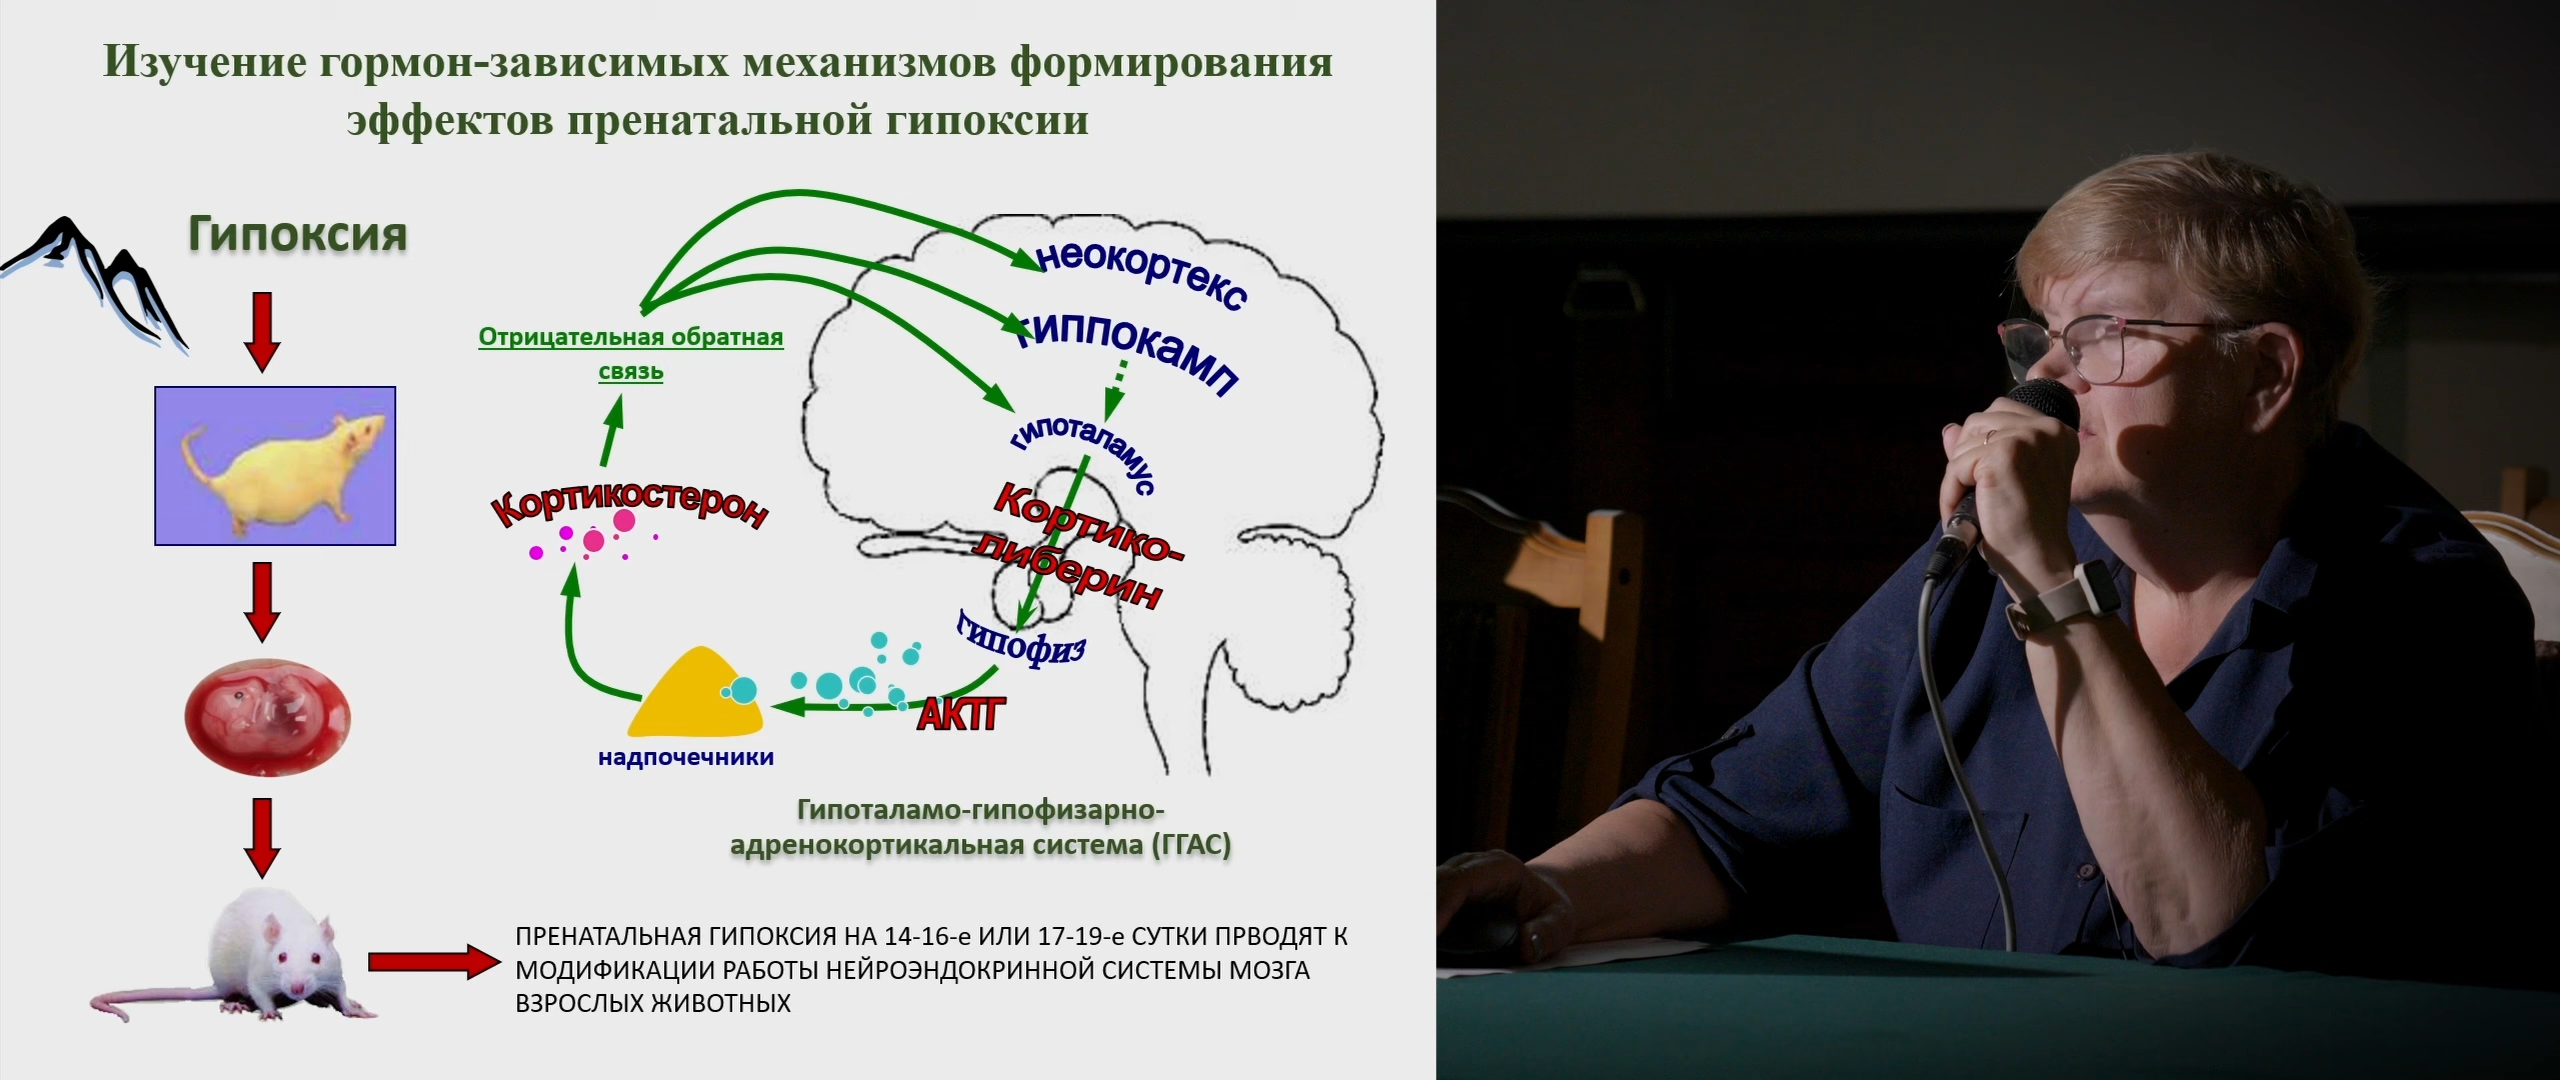 Изучение гормон-зависимых механизмов формирования
эффектов пренатальной гипоксии
Гипоксия
неокортекс
гиппокамп
Отрицательная обратная
связь
гипоталамус
Кортикостерон
Кортико-
либерин
гипофиз
АКТГ
надпочечники
Гипоталамо-гипофизарно-
адренокортикальная система (ГГАС)
ПРЕНАТАЛЬНАЯ ГИПОКСИЯ НА 14-16-е ИЛИ 17-19-е СУТКИ ПРВОДЯТ К
МОДИФИКАЦИИ РАБОТЫ НЕЙРОЭНДОКРИННОЙ СИСТЕМЫ МОЗГА
ВЗРОСЛЫХ ЖИВОТНЫХ